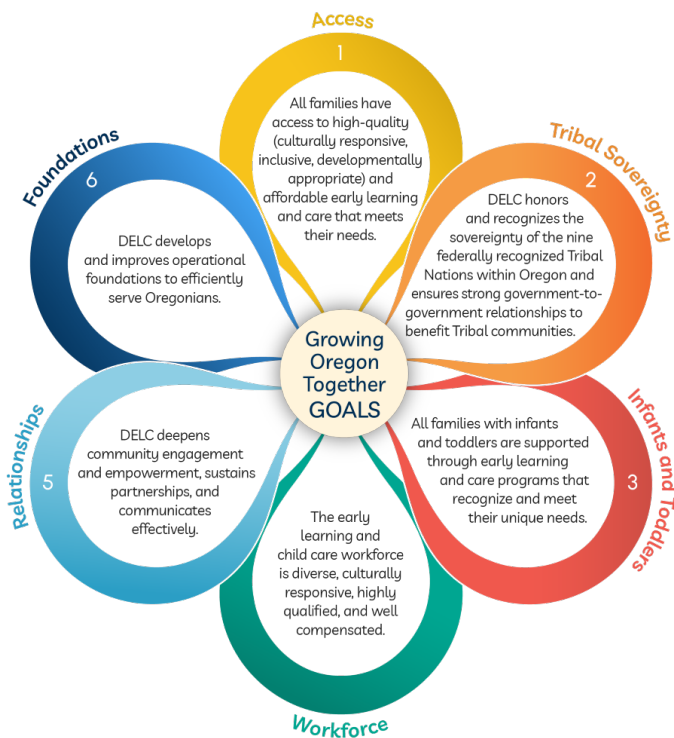 Access
1
All families have
access to high-quality
(culturally responsive,
inclusive, developmentally
appropriate) and
affordable early learning
and care that meets
their needs.
Tribal Sovereignty
2
DELC honors
and recognizes the
sovereignty of the nine
federally recognized Tribal
Nations within Oregon and
ensures strong government-to-
government relationships to
benefit Tribal communities.
Infants and Toddlers
3
All families with infants
and toddlers are supported
through early learning
and care programs that
recognize and meet
their unique needs.
The early
learning and
child care workforce
is diverse, culturally
responsive, highly
qualified, and well
compensated.
Workforce
Relationships
5
DELC deepens
community engagement
and empowerment, sustains
partnerships, and
communicates
effectively.
Foundations
6
DELC develops
and improves operational
foundations to efficiently
serve Oregonians.
Growing
Oregon
Together
GOALS